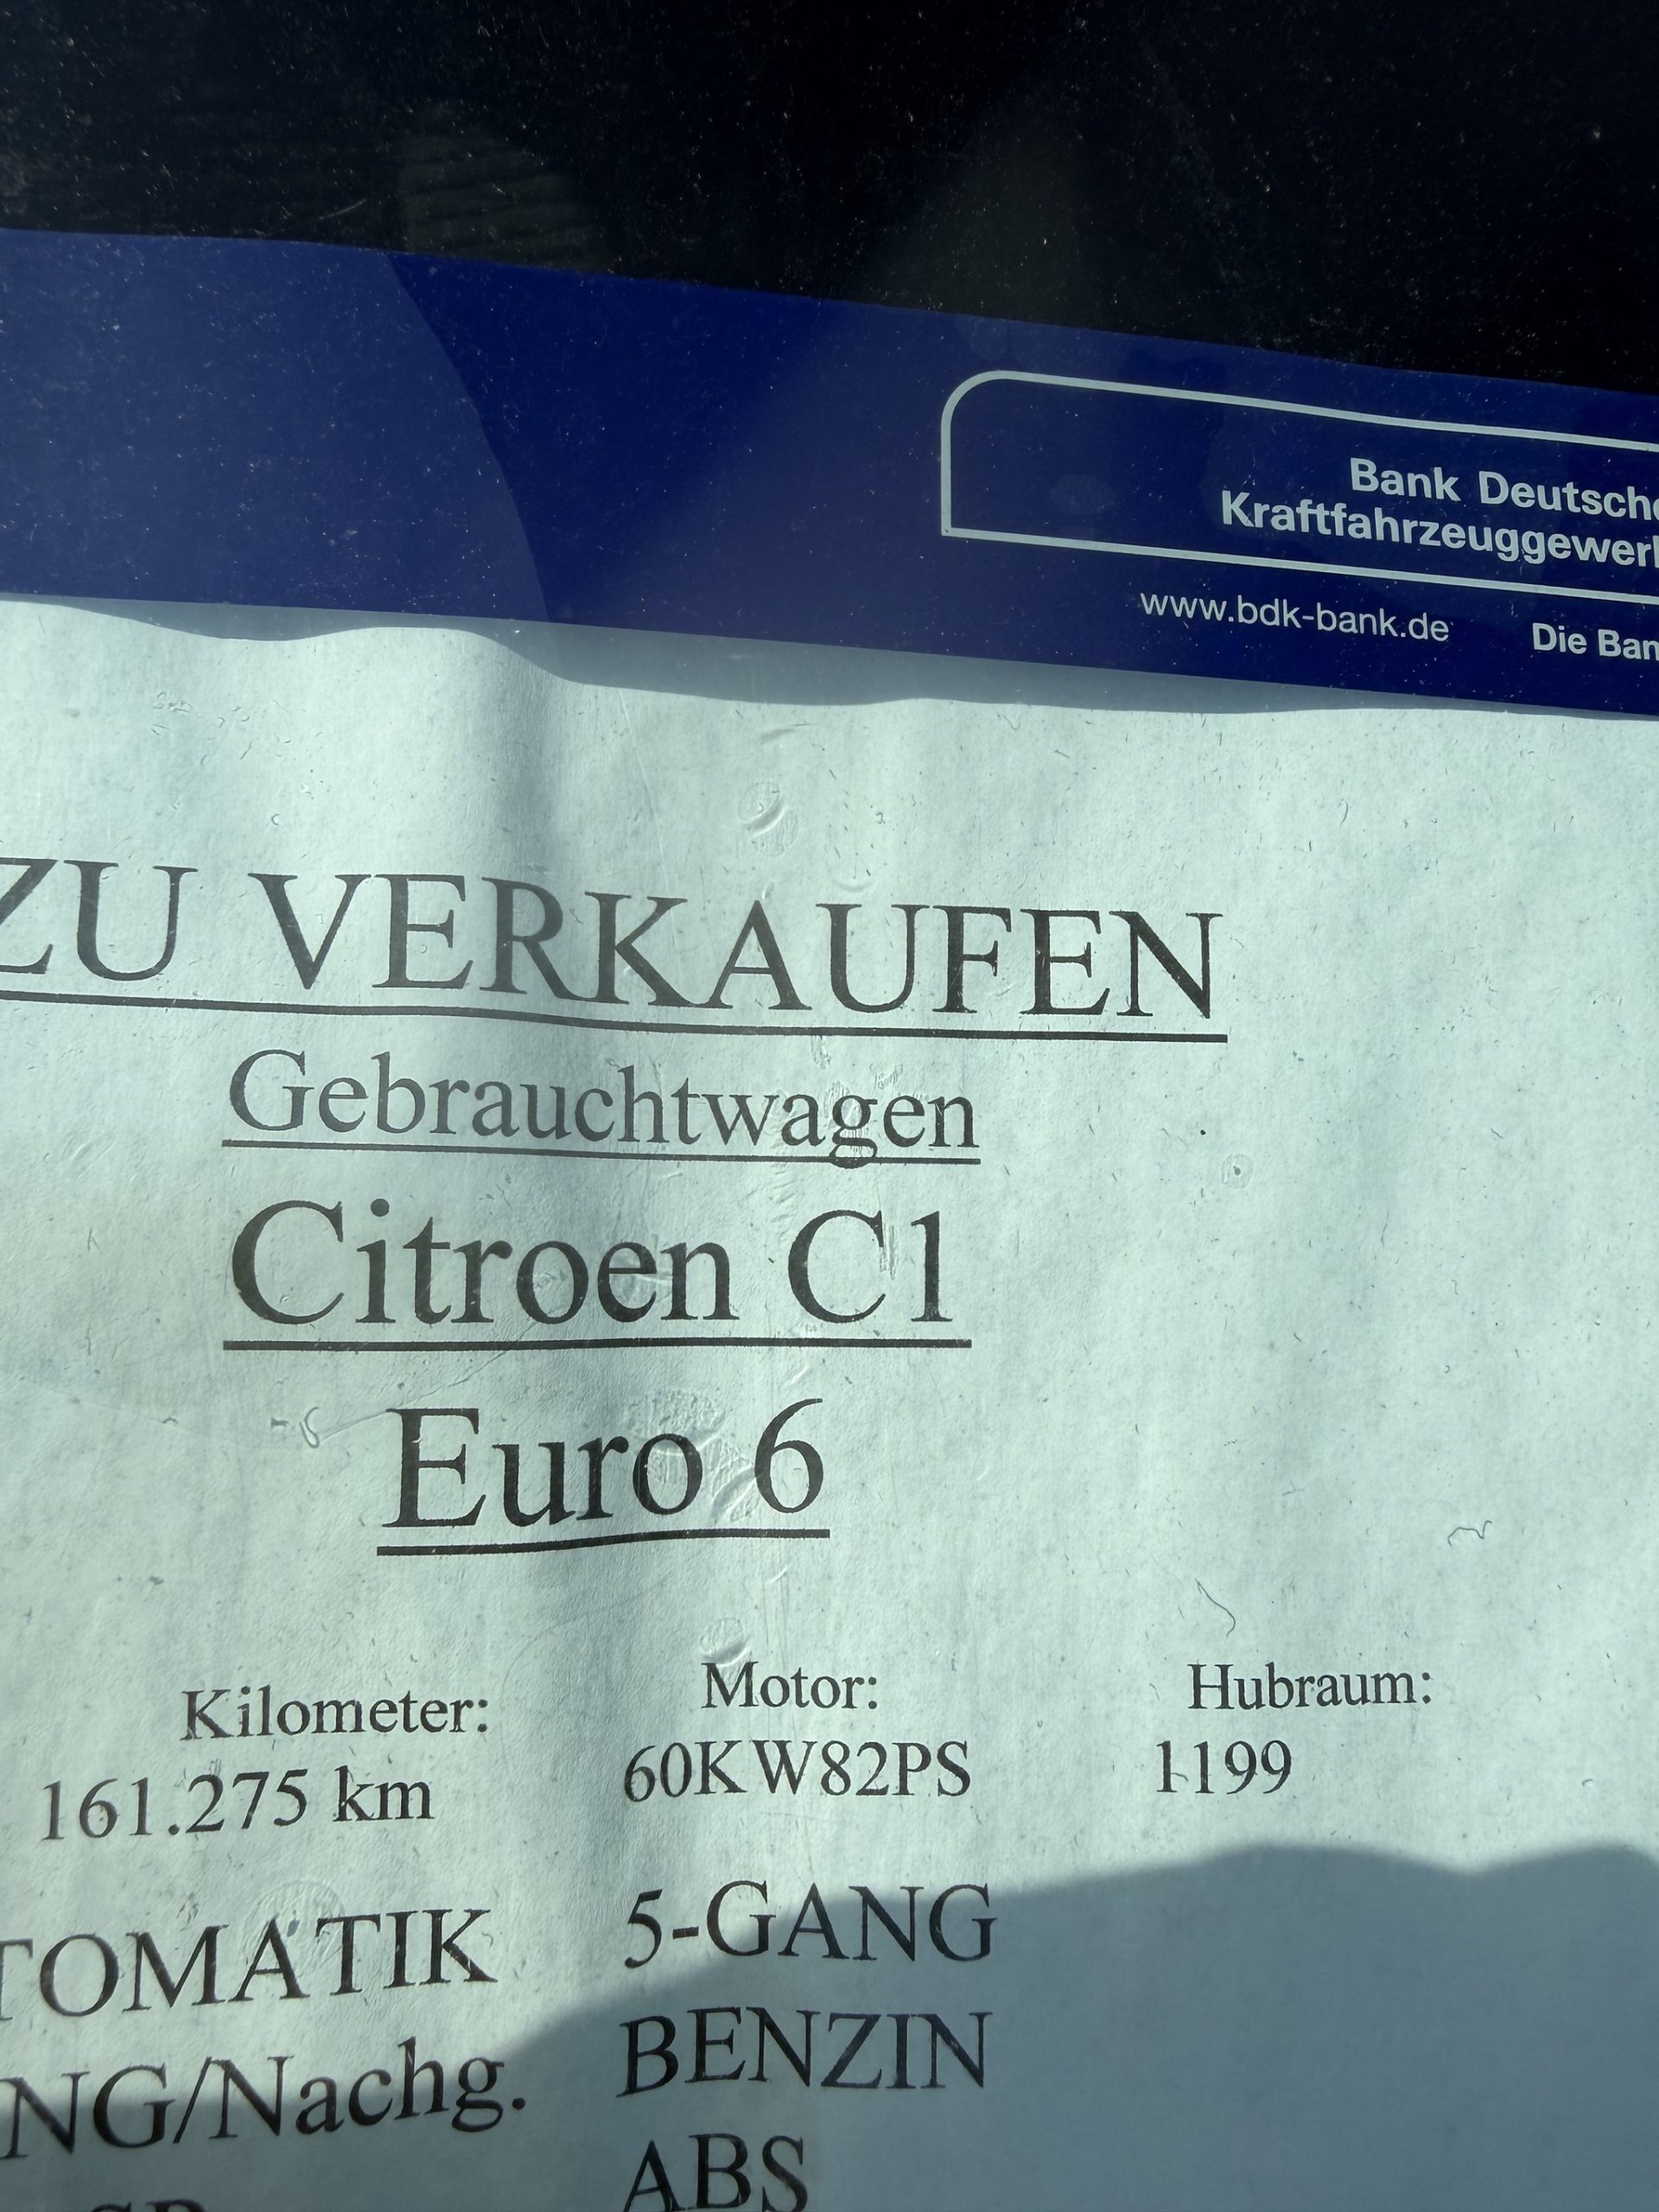 Bank Deutsche
Kraftfahrzeuggewer
www.bdk-bank.de Die Ban
ZU VERKAUFEN
Gebrauchtwagen
Citroen C1
Euro 6
Kilometer: Motor: Hubraum:
161.275 km 60KW82PS 1199
TOMATIK 5-GANG
NG/Nachg. BENZIN
ABS